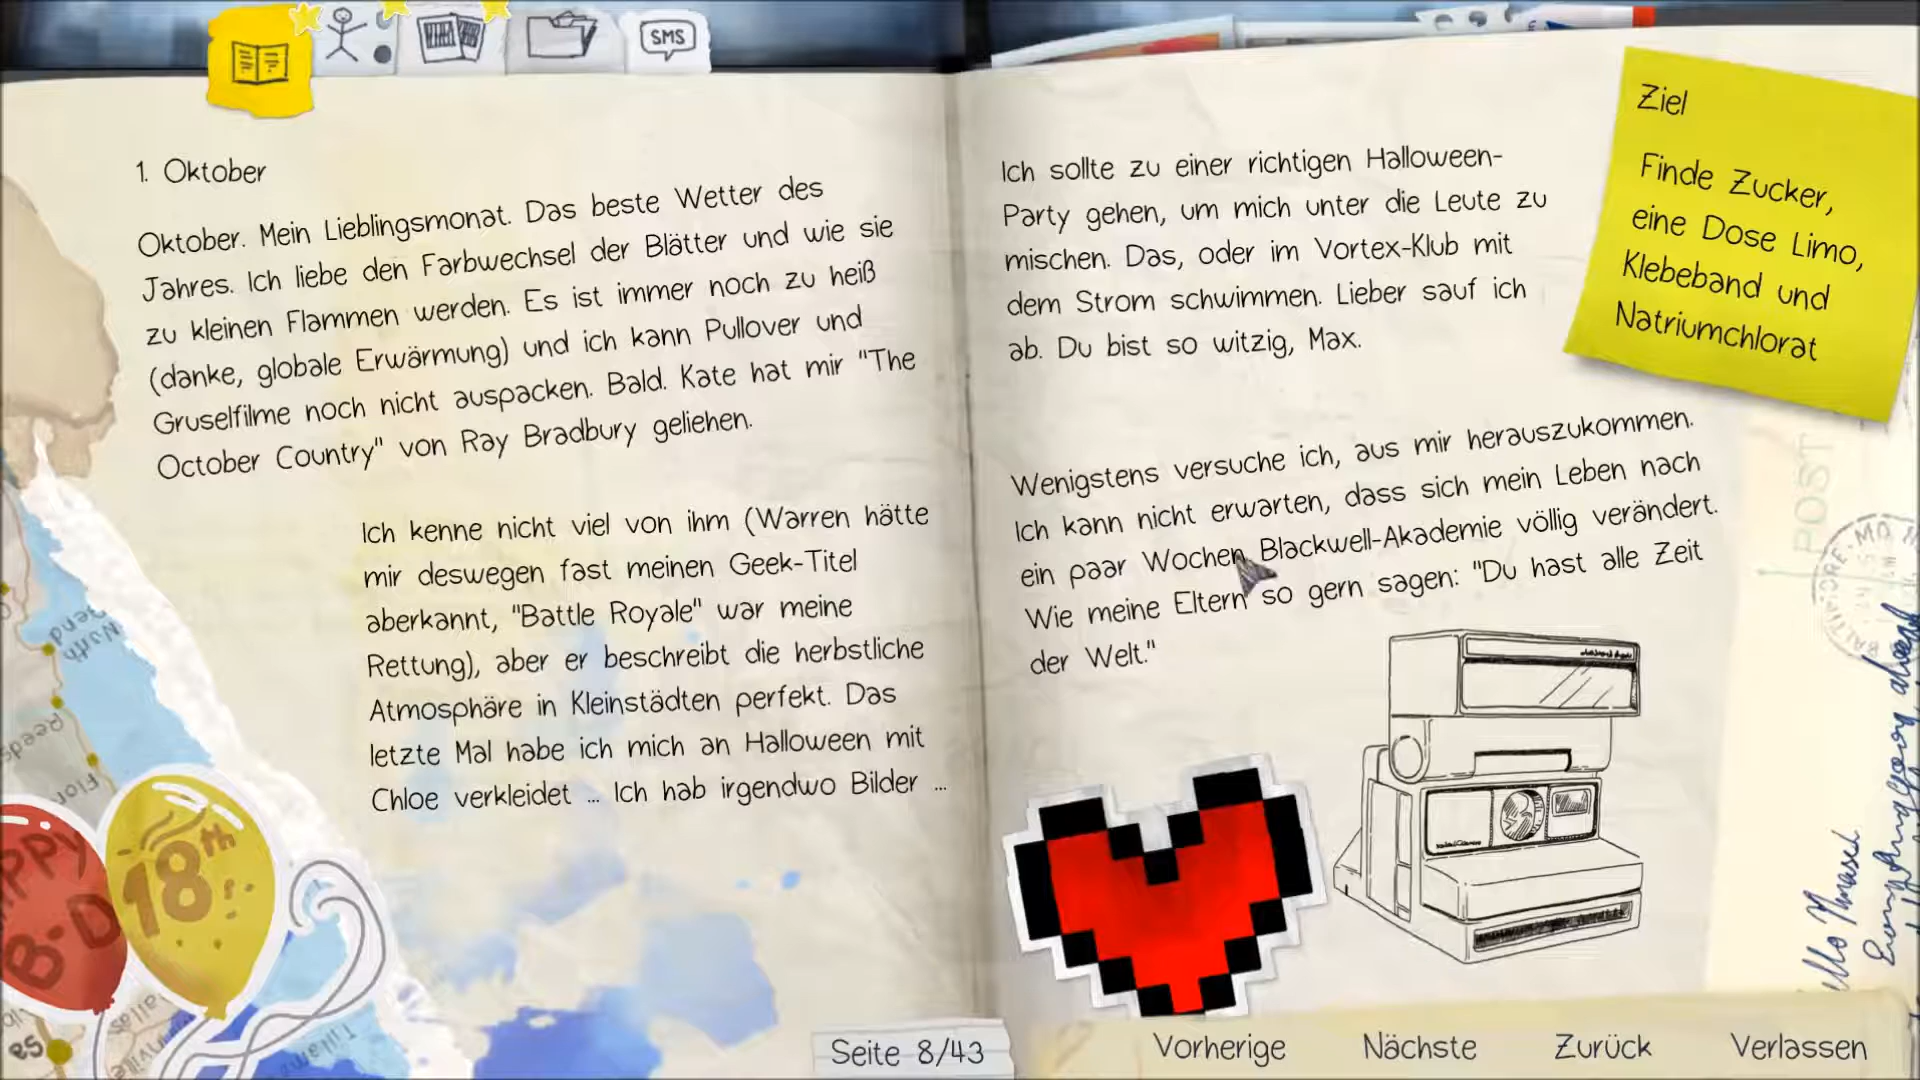 SMS
1. Oktober
Oktober. Mein Lieblingsmonat. Das beste Wetter des
Jahres. Ich liebe den Farbwechsel der Blätter und wie sie
zu kleinen Flammen werden. Es ist immer noch zu heiß
(danke, globale Erwärmung) und ich kann Pullover und
Gruselfilme noch nicht auspacken. Bald. Kate hat mir "The
October Country" von Ray Bradbury geliehen.
Ich kenne nicht viel von ihm (Warren hätte
mir deswegen fast meinen Geek-Titel
aberkannt, "Battle Royale" war meine
Rettung), aber er beschreibt die herbstliche
Atmosphäre in Kleinstädten perfekt. Das
letzte Mal habe ich mich an Halloween mit
Chloe verkleidet ... Ich hab irgendwo Bilder ...
18th
B-D
Ich sollte zu einer richtigen Halloween-
Party gehen, um mich unter die Leute zu
mischen. Das, oder im Vortex-Klub mit
dem Strom schwimmen. Lieber sauf ich
ab. Du bist so witzig, Max.
Wenigstens versuche ich, aus mir herauszukommen.
Ich kann nicht erwarten, dass sich mein Leben nach
ein paar Wochen Blackwell-Akademie völlig verändert.
Wie meine Eltern so gern sagen: "Du hast alle Zeit
der Welt."
Ziel
Finde Zucker,
eine Dose Limo,
Klebeband und
Natriumchlorat
POST
Seite 8/43
Vorherige
Nächste
Zurück
Verlassen